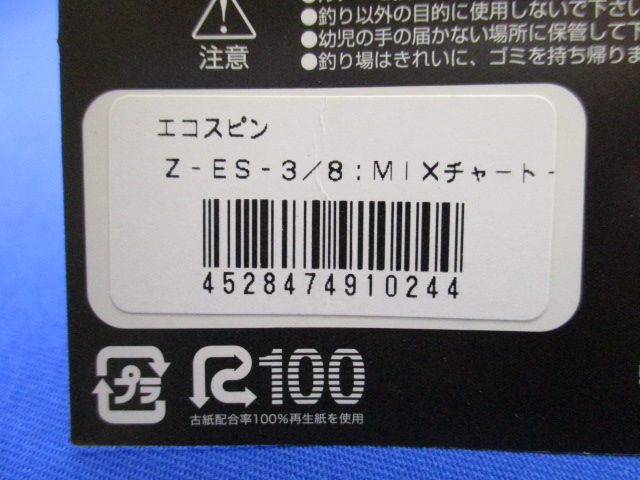 注意
●釣り以外の目的に使用しないで下さい
●幼児の手の届かない場所に保管して下
●釣り場はきれいに、ゴミを持ち帰りま
エコスピン
Z-ES-3/8:MIXチャート-
4528474910244
プラ
R100
古紙配合率100%再生紙を使用